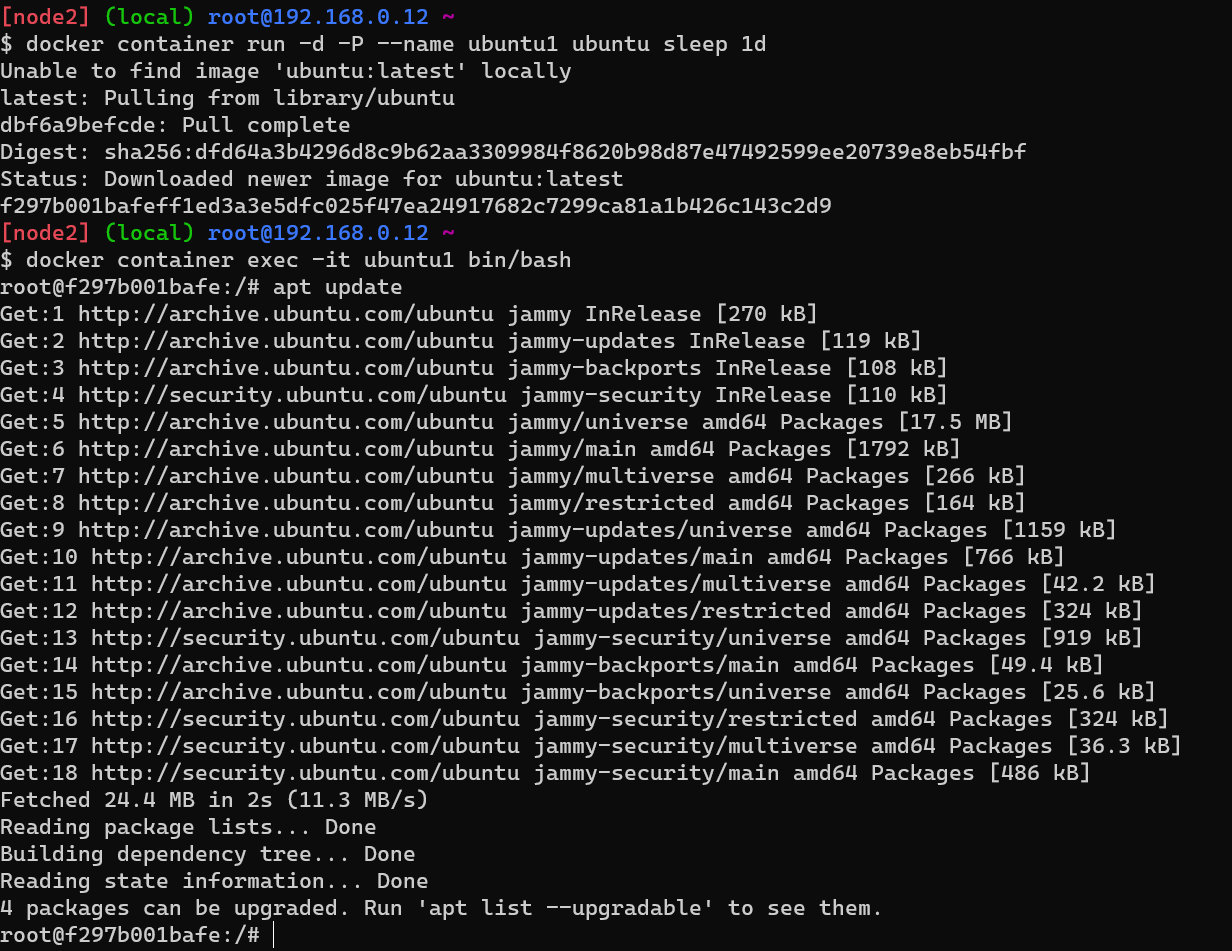 [node2] (local) root@192.168.0.12 ~
$ docker container run -d -P --name ubuntu1 ubuntu sleep 1d
Unable to find image 'ubuntu:latest' locally
latest: Pulling from library/ubuntu
dbf6a9befcde: Pull complete
Digest: sha256:dfd64a3b4296d8c9b62aa3309984f8620b98d87e47492599ee20739e8eb54fbf
Status: Downloaded newer image for ubuntu:latest
f297b001bafeff1ed3a3e5dfc025f47ea24917682c7299ca81a1b426c143c2d9
[node2] (local) root@192.168.0.12 ~
$ docker container exec -it ubuntu1 bin/bash
root@f297b001bafe:/# apt update
Get:1 http://archive.ubuntu.com/ubuntu jammy InRelease [270 kB]
Get:2 http://archive.ubuntu.com/ubuntu jammy-updates InRelease [119 kB]
Get:3 http://archive.ubuntu.com/ubuntu jammy-backports InRelease [108 kB]
Get:4 http://security.ubuntu.com/ubuntu jammy-security InRelease [110 kB]
Get:5 http://archive.ubuntu.com/ubuntu jammy/universe amd64 Packages [17.5 MB]
Get:6 http://archive.ubuntu.com/ubuntu jammy/main amd64 Packages [1792 kB]
Get:7 http://archive.ubuntu.com/ubuntu jammy/multiverse amd64 Packages [266 kB]
Get:8 http://archive.ubuntu.com/ubuntu jammy/restricted amd64 Packages [164 kB]
Get:9 http://archive.ubuntu.com/ubuntu jammy-updates/universe amd64 Packages [1159 kB]
Get:10 http://archive.ubuntu.com/ubuntu jammy-updates/main amd64 Packages [766 kB]
Get:11 http://archive.ubuntu.com/ubuntu jammy-updates/multiverse amd64 Packages [42.2 kB]
Get:12 http://archive.ubuntu.com/ubuntu jammy-updates/restricted amd64 Packages [324 kB]
Get:13 http://security.ubuntu.com/ubuntu jammy-security/universe amd64 Packages [919 kB]
Get:14 http://archive.ubuntu.com/ubuntu jammy-backports/main amd64 Packages [49.4 kB]
Get:15 http://archive.ubuntu.com/ubuntu jammy-backports/universe amd64 Packages [25.6 kB]
Get:16 http://security.ubuntu.com/ubuntu jammy-security/restricted amd64 Packages [324 kB]
Get:17 http://security.ubuntu.com/ubuntu jammy-security/multiverse amd64 Packages [36.3 kB]
Get:18 http://security.ubuntu.com/ubuntu jammy-security/main amd64 Packages [486 kB]
Fetched 24.4 MB in 2s (11.3 MB/s)
Reading package lists... Done
Building dependency tree... Done
Reading state information... Done
4 packages can be upgraded. Run 'apt list --upgradable' to see them.
root@f297b001bafe:/#